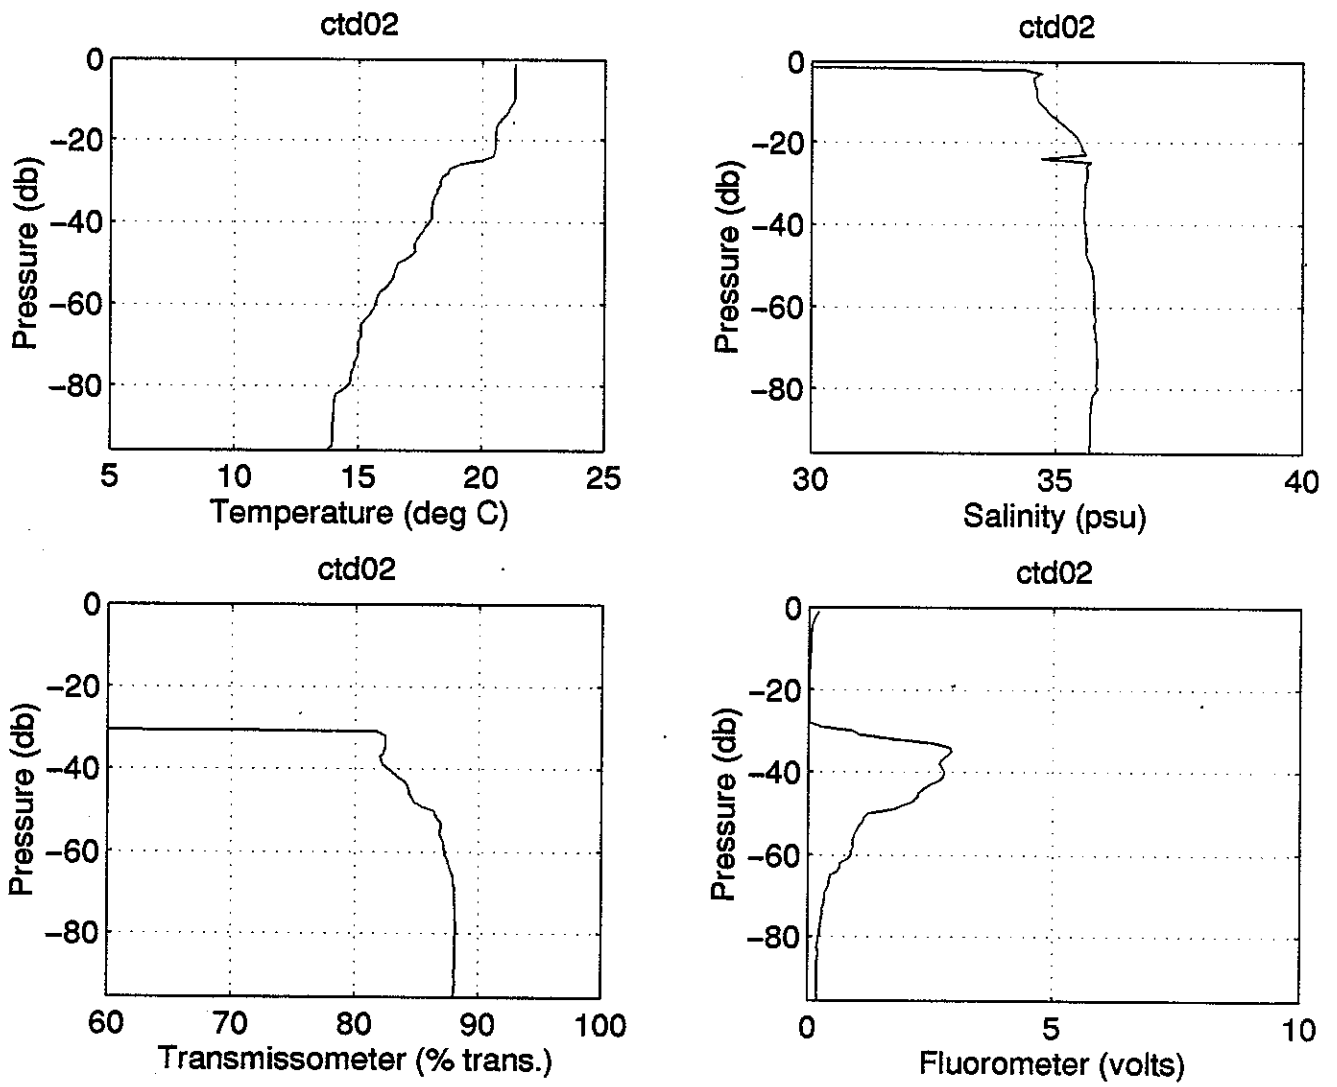 ctd02
0
−20
−40
−60
−80
Pressure (db)
5 10 15 20 25
Temperature (deg C)
ctd02
0
−20
−40
−60
−80
Pressure (db)
30 35 40
Salinity (psu)
ctd02
0
−20
−40
−60
−80
Pressure (db)
60 70 80 90 100
Transmissometer (% trans.)
ctd02
0
−20
−40
−60
−80
Pressure (db)
0 5 10
Fluorometer (volts)